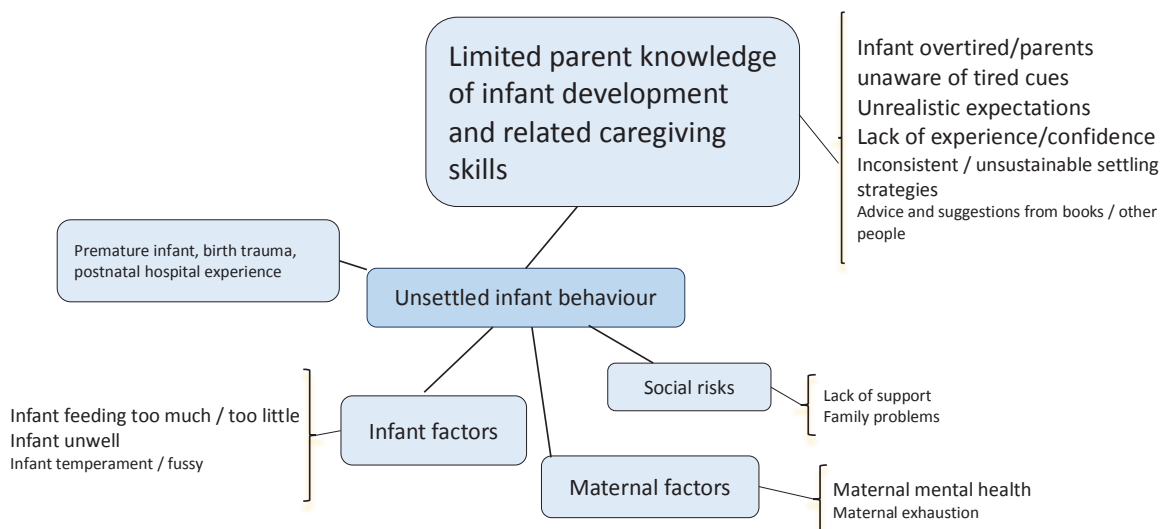 Limited parent knowledge
of infant development
and related caregiving
skills
Infant overtired/parents
unaware of tired cues
Unrealistic expectations
Lack of experience/confidence
Inconsistent / unsustainable settling
strategies
Advice and suggestions from books / other
people
Premature infant, birth trauma,
postnatal hospital experience
Unsettled infant behaviour
Social risks
Lack of support
Family problems
Infant feeding too much / too little
Infant unwell
Infant temperament / fussy
Infant factors
Maternal factors
Maternal mental health
Maternal exhaustion